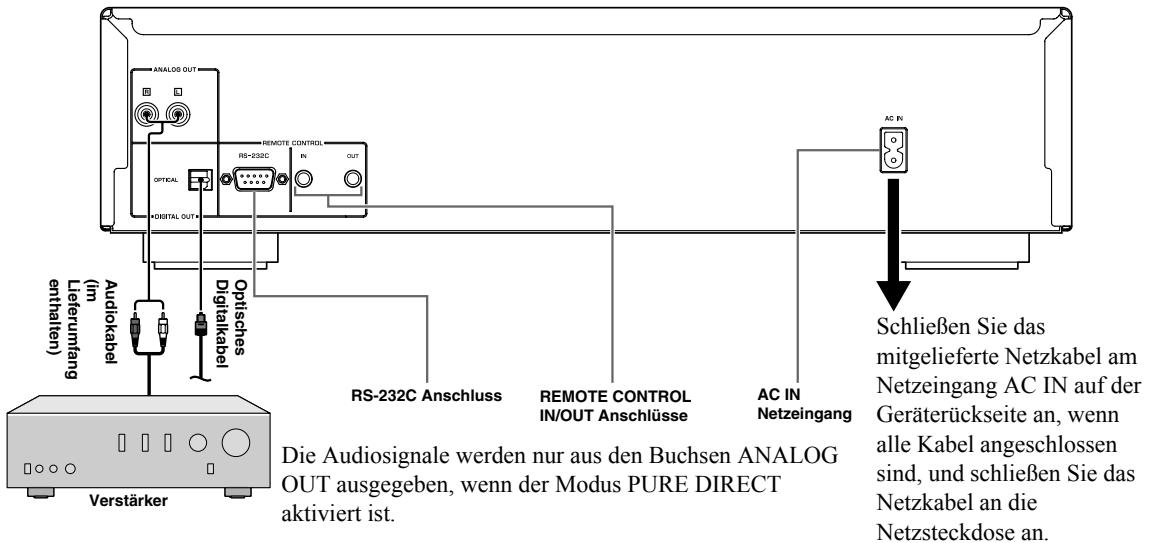 ANALOG OUT
R L
REMOTE CONTROL
RS-232C IN OUT
OPTICAL
DIGITAL OUT
AC IN
Audiokabel
(im
Lieferumfang
enthalten)
Optisches
Digitalkabel
RS-232C Anschluss
REMOTE CONTROL
IN/OUT Anschlüsse
AC IN
Netzeingang
Schließen Sie das
mitgelieferte Netzkabel am
Netzeingang AC IN auf der
Geräterückseite an, wenn
alle Kabel angeschlossen
sind, und schließen Sie das
Netzkabel an die
Netzsteckdose an.
Verstärker
Die Audiosignale werden nur aus den Buchsen ANALOG
OUT ausgegeben, wenn der Modus PURE DIRECT
aktiviert ist.